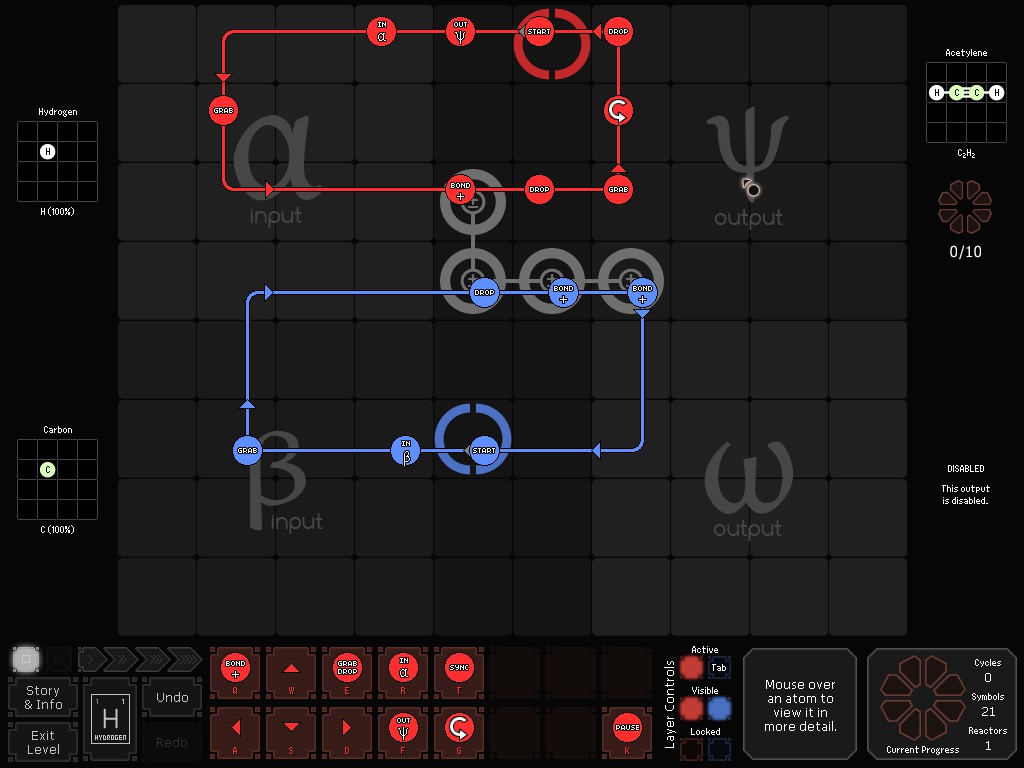 IN
α
OUT
Ψ
START
DROP
Acetylene
H C C H
C₂H₂
Hydrogen
H
H (100%)
GRAB
α
input
BOND
+
DROP
GRAB
ψ
output
0/10
DROP
BOND
+
BOND
+
Carbon
C
C (100%)
GRAB
IN
β
START
β
input
ω
output
DISABLED
This output
is disabled.
Story
& Info
Exit
Level
1 1
H
HYDROGEN
Undo
Redo
BOND
+
Q
W
GRAB
DROP
E
IN
α
R
SYNC
T
A
S
D
OUT
Ψ
F
G
PAUSE
K
Layer Controls
Active
Tab
Visible
Locked
Mouse over
an atom to
view it in
more detail.
Cycles
0
Symbols
21
Reactors
1
Current Progress